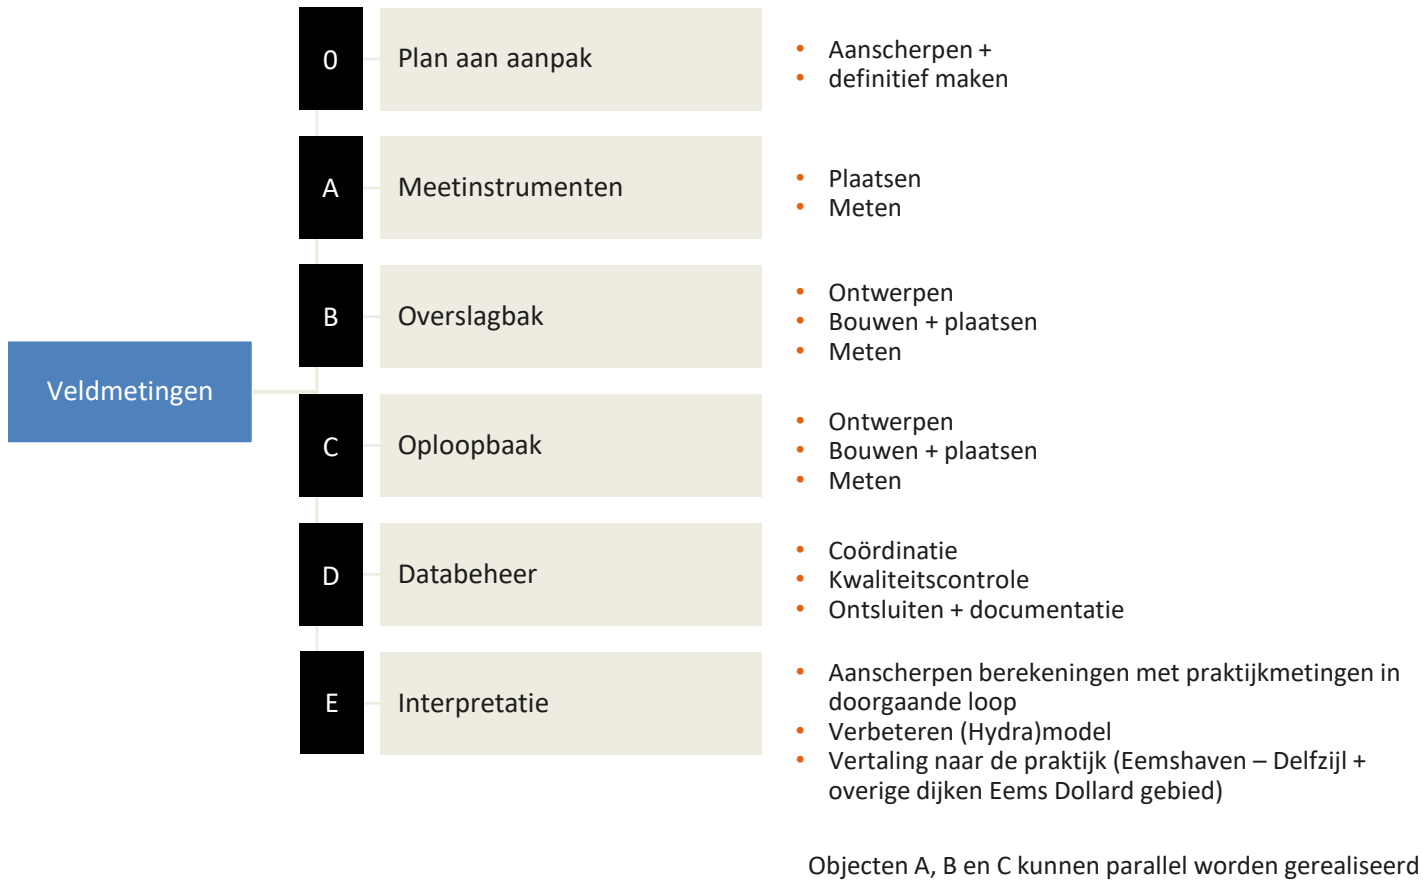 Veldmetingen
0
Plan aan aanpak
• Aanscherpen +
• definitief maken
A
Meetinstrumenten
• Plaatsen
• Meten
B
Overslagbak
• Ontwerpen
• Bouwen + plaatsen
• Meten
C
Oploopbaak
• Ontwerpen
• Bouwen + plaatsen
• Meten
D
Databeheer
• Coördinatie
• Kwaliteitscontrole
• Ontsluiten + documentatie
E
Interpretatie
• Aanscherpen berekeningen met praktijkmetingen in
doorgaande loop
• Verbeteren (Hydra)model
• Vertaling naar de praktijk (Eemshaven – Delfzijl +
overige dijken Eems Dollard gebied)
Objecten A, B en C kunnen parallel worden gerealiseerd